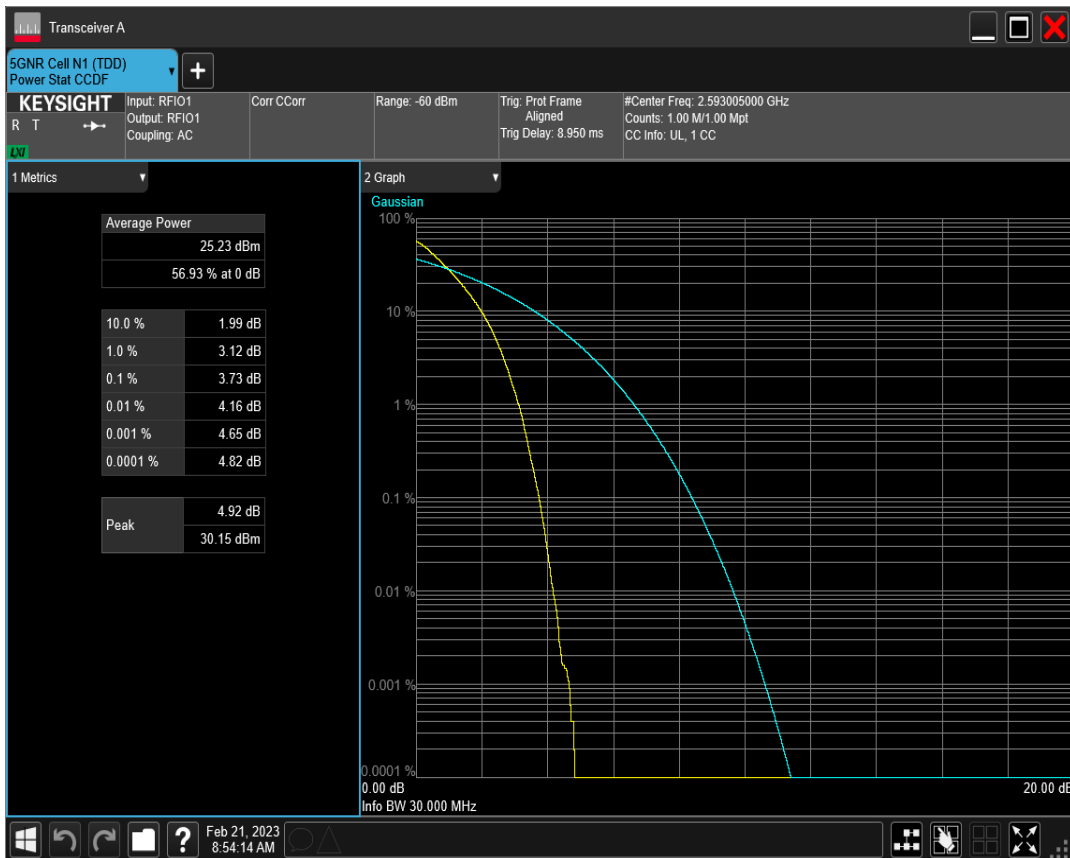 Transceiver A
5GNR Cell N1 (TDD)
Power Stat CCDF
+
KEYSIGHT
R T
LXI
Input: RFIO1
Output: RFIO1
Coupling: AC
Corr CCorr
Range: -60 dBm
Trig: Prot Frame
Aligned
Trig Delay: 8.950 ms
#Center Freq: 2.593005000 GHz
Counts: 1.00 M/1.00 Mpt
CC Info: UL, 1 CC
1 Metrics
Average Power
25.23 dBm
56.93 % at 0 dB
10.0 % 1.99 dB
1.0 % 3.12 dB
0.1 % 3.73 dB
0.01 % 4.16 dB
0.001 % 4.65 dB
0.0001 % 4.82 dB
Peak 4.92 dB
30.15 dBm
2 Graph
Gaussian
100 %
10 %
1 %
0.1 %
0.01 %
0.001 %
0.0001 %
0.00 dB 20.00 dB
Info BW 30.000 MHz
?
Feb 21, 2023
8:54:14 AM